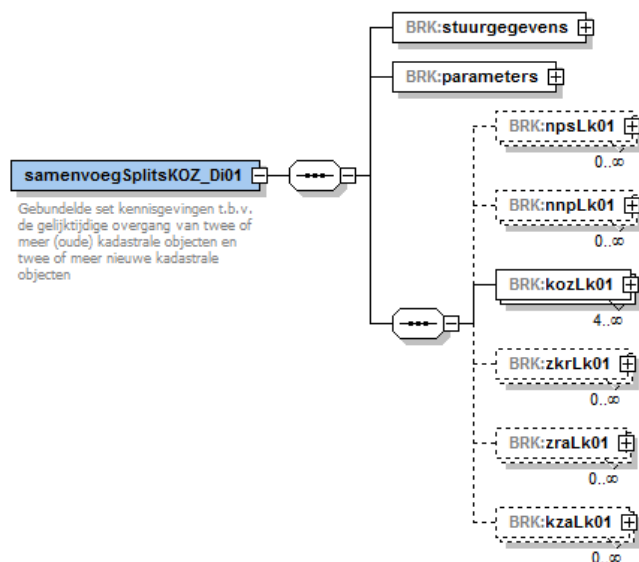 BRK:stuurgegevens
BRK:parameters
BRK:npsLk01
0..∞
samenvoegSplitsKOZ_Di01
Gebundelde set kennisgevingen t.b.v.
de gelijktijdige overgang van twee of
meer (oude) kadastrale objecten en
twee of meer nieuwe kadastrale
objecten
BRK:nnpLk01
0..∞
BRK:kozLk01
4..∞
BRK:zkrLk01
0..∞
BRK:zraLk01
0..∞
BRK:kzaLk01
0..∞